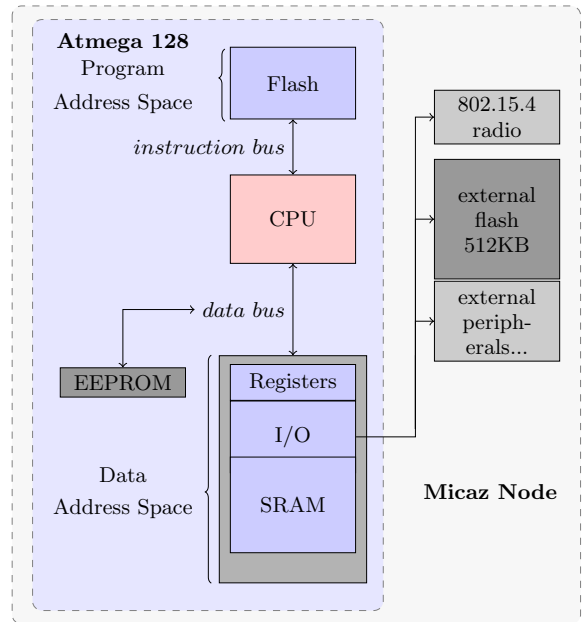 Atmega 128
Program
Address Space
Flash
instruction bus
CPU
data bus
EEPROM
Registers
I/O
SRAM
Data
Address Space
802.15.4
radio
external
flash
512KB
external
periph-
erals...
Micaz Node